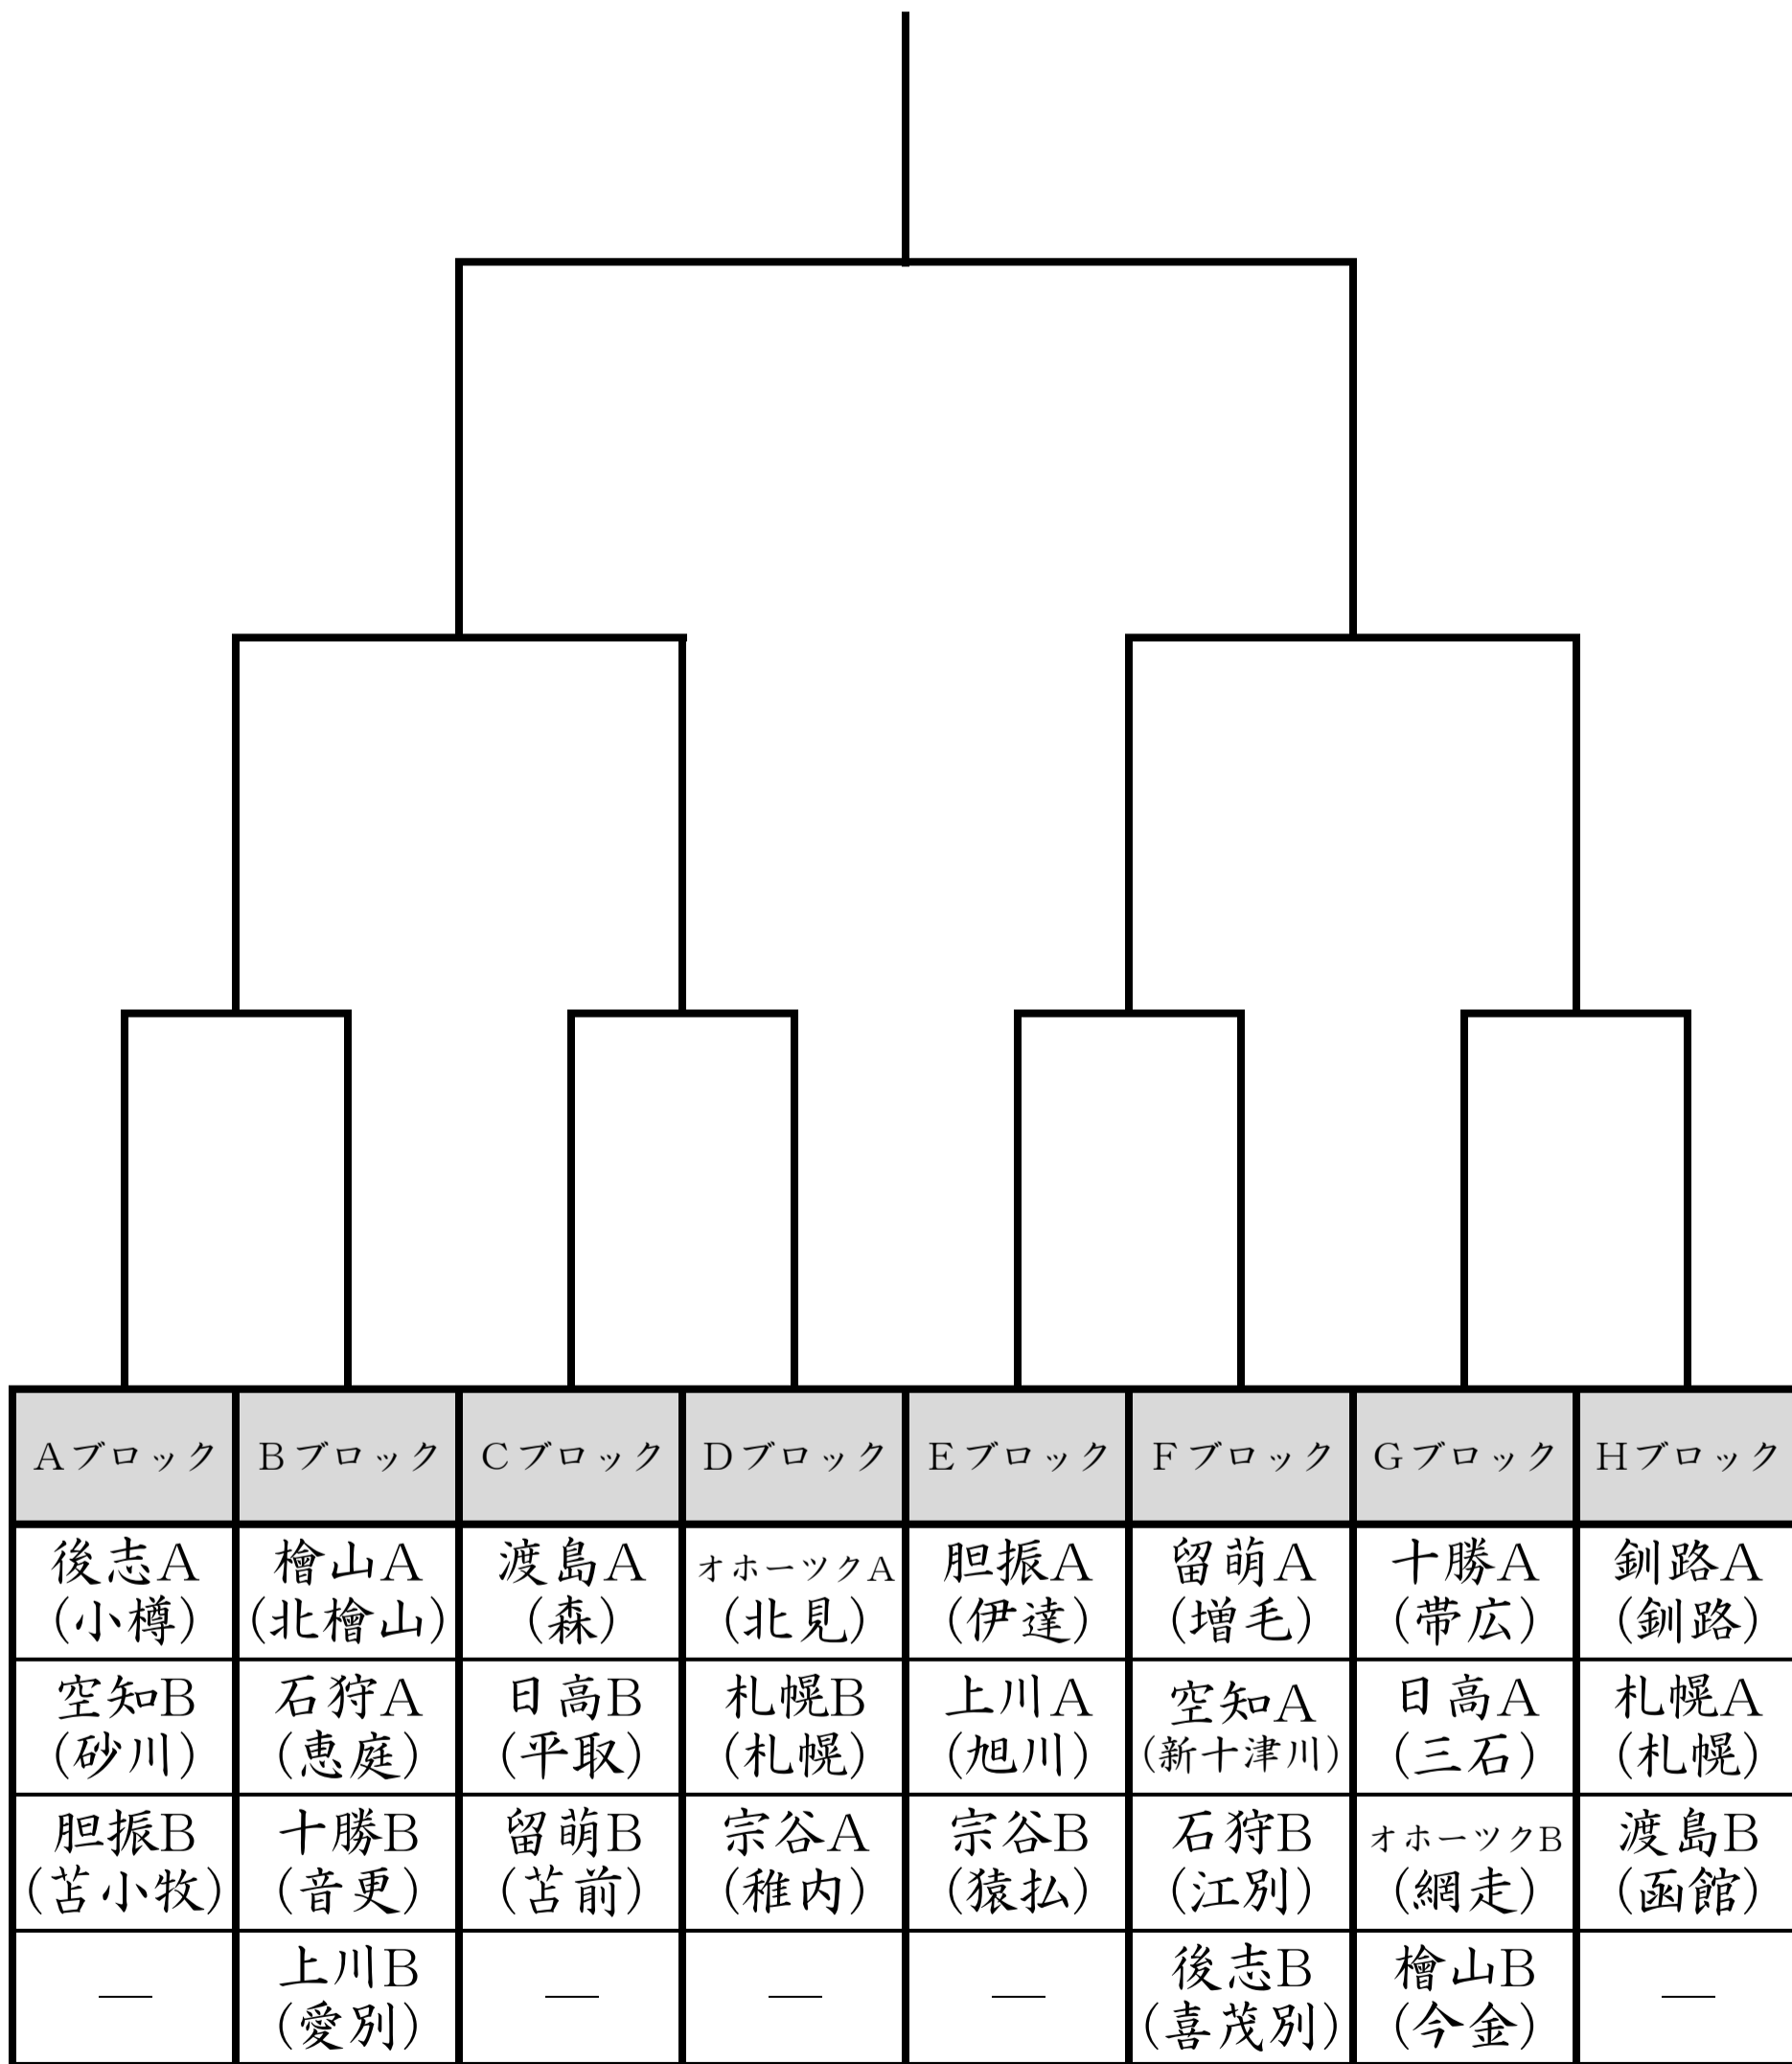 Aブロック Bブロック Cブロック Dブロック Eブロック Fブロック Gブロック Hブロック
後志A 檜山A 渡島A オホーツクA 胆振A 留萌A 十勝A 釧路A
(小樽) (北檜山) (森) (北見) (伊達) (増毛) (帯広) (釧路)
空知B 石狩A 日高B 札幌B 上川A 空知A 日高A 札幌A
(砂川) (恵庭) (平取) (札幌) (旭川) (新十津川) (三石) (札幌)
胆振B 十勝B 留萌B 宗谷A 宗谷B 石狩B オホーツクB 渡島B
(苫小牧) (音更) (苫前) (稚内) (猿払) (江別) (網走) (函館)
— 上川B — — — 後志B 檜山B —
(愛別) (喜茂別) (今金)